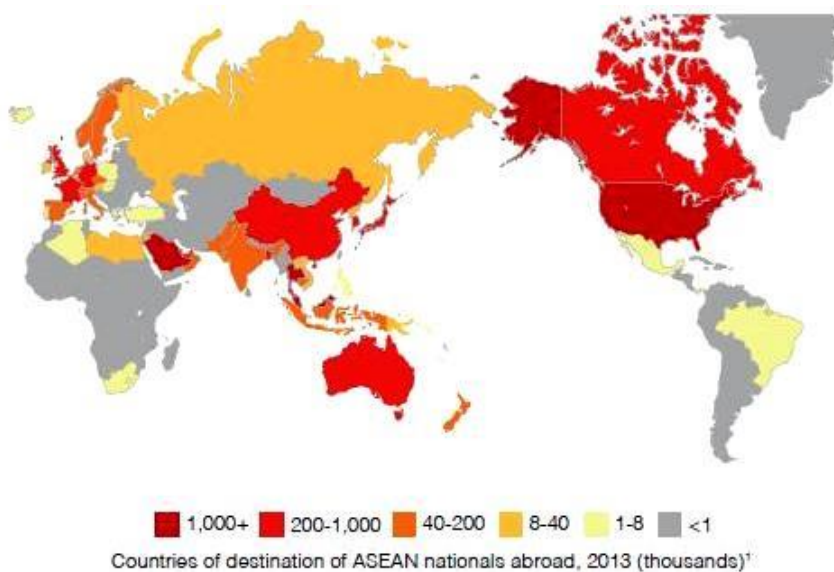 1,000+ 200-1,000 40-200 8-40 1-8 <1
Countries of destination of ASEAN nationals abroad, 2013 (thousands)¹